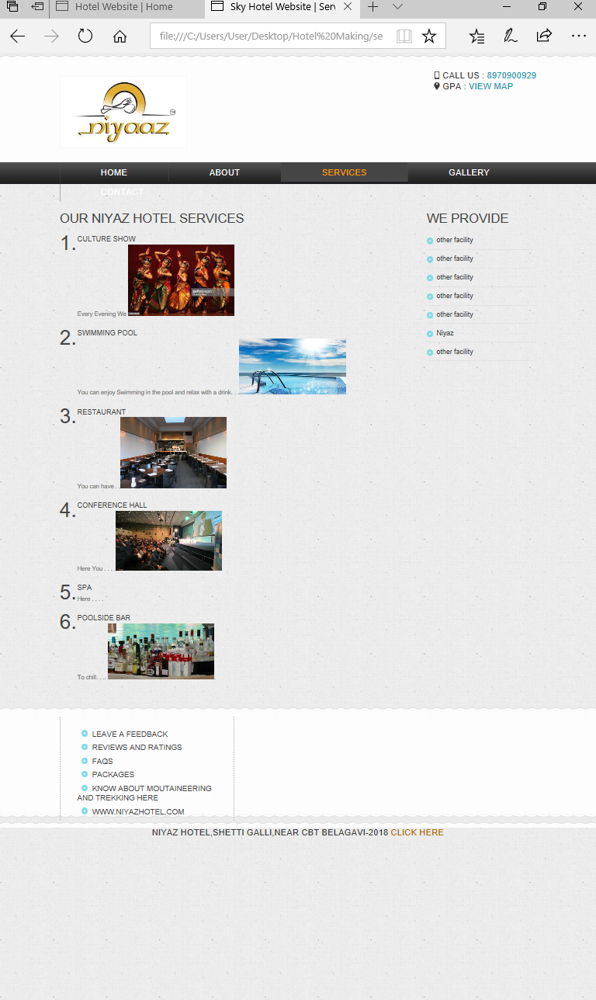 Hotel Website | Home
Sky Hotel Website | Serv
file:///C:/Users/User/Desktop/Hotel%20Making/se
CALL US : 8970900929
GPA : VIEW MAP
niyaaz
HOME
ABOUT
SERVICES
GALLERY
CONTACT
OUR NIYAZ HOTEL SERVICES
1. CULTURE SHOW
Every Evening We
2. SWIMMING POOL
You can enjoy Swimming in the pool and relax with a drink. .
3. RESTAURANT
You can have .
4. CONFERENCE HALL
Here You . . .
5. SPA
Here . . . .
6. POOLSIDE BAR
To chill. . ..
WE PROVIDE
other facility
other facility
other facility
other facility
other facility
Niyaz
other facility
LEAVE A FEEDBACK
REVIEWS AND RATINGS
FAQS
PACKAGES
KNOW ABOUT MOUTAINEERING
AND TREKKING HERE
WWW.NIYAZHOTEL,COM
NIYAZ HOTEL,SHETTI GALLI,NEAR CBT BELAGAVI-2018 CLICK HERE